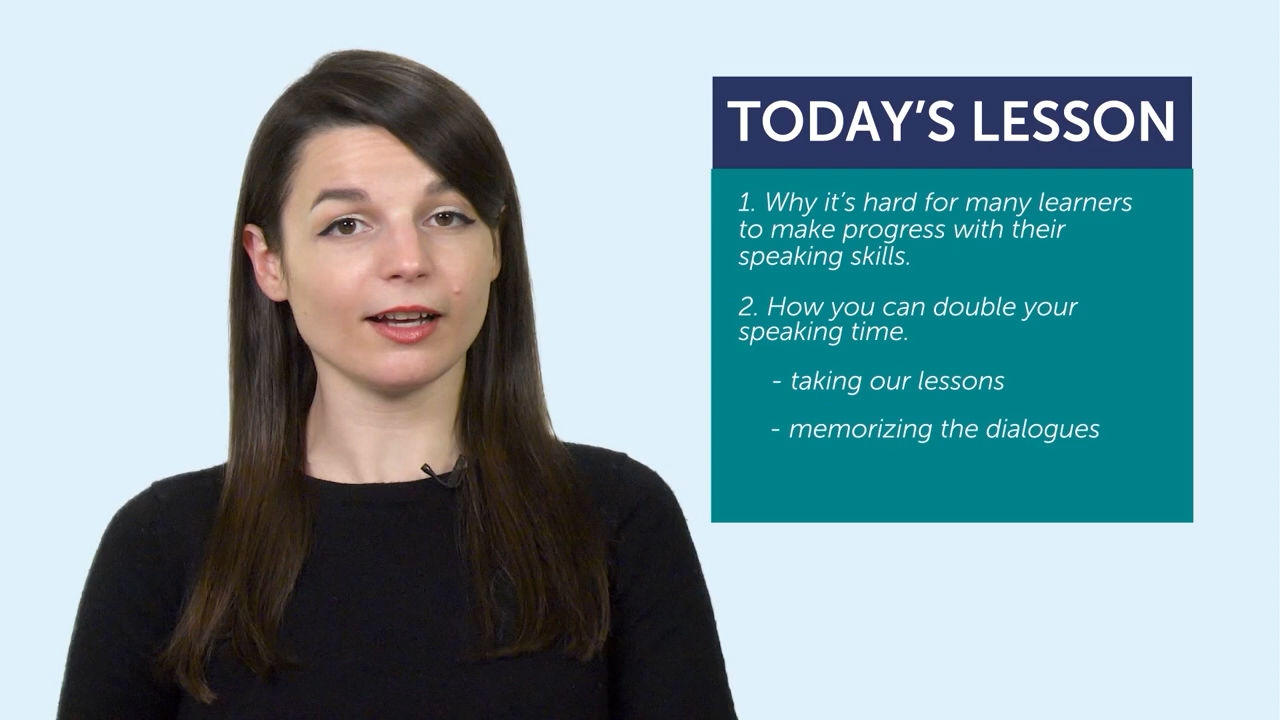 TODAY’S LESSON
1. Why it’s hard for many learners
to make progress with their
speaking skills.
2. How you can double your
speaking time.
- taking our lessons
- memorizing the dialogues